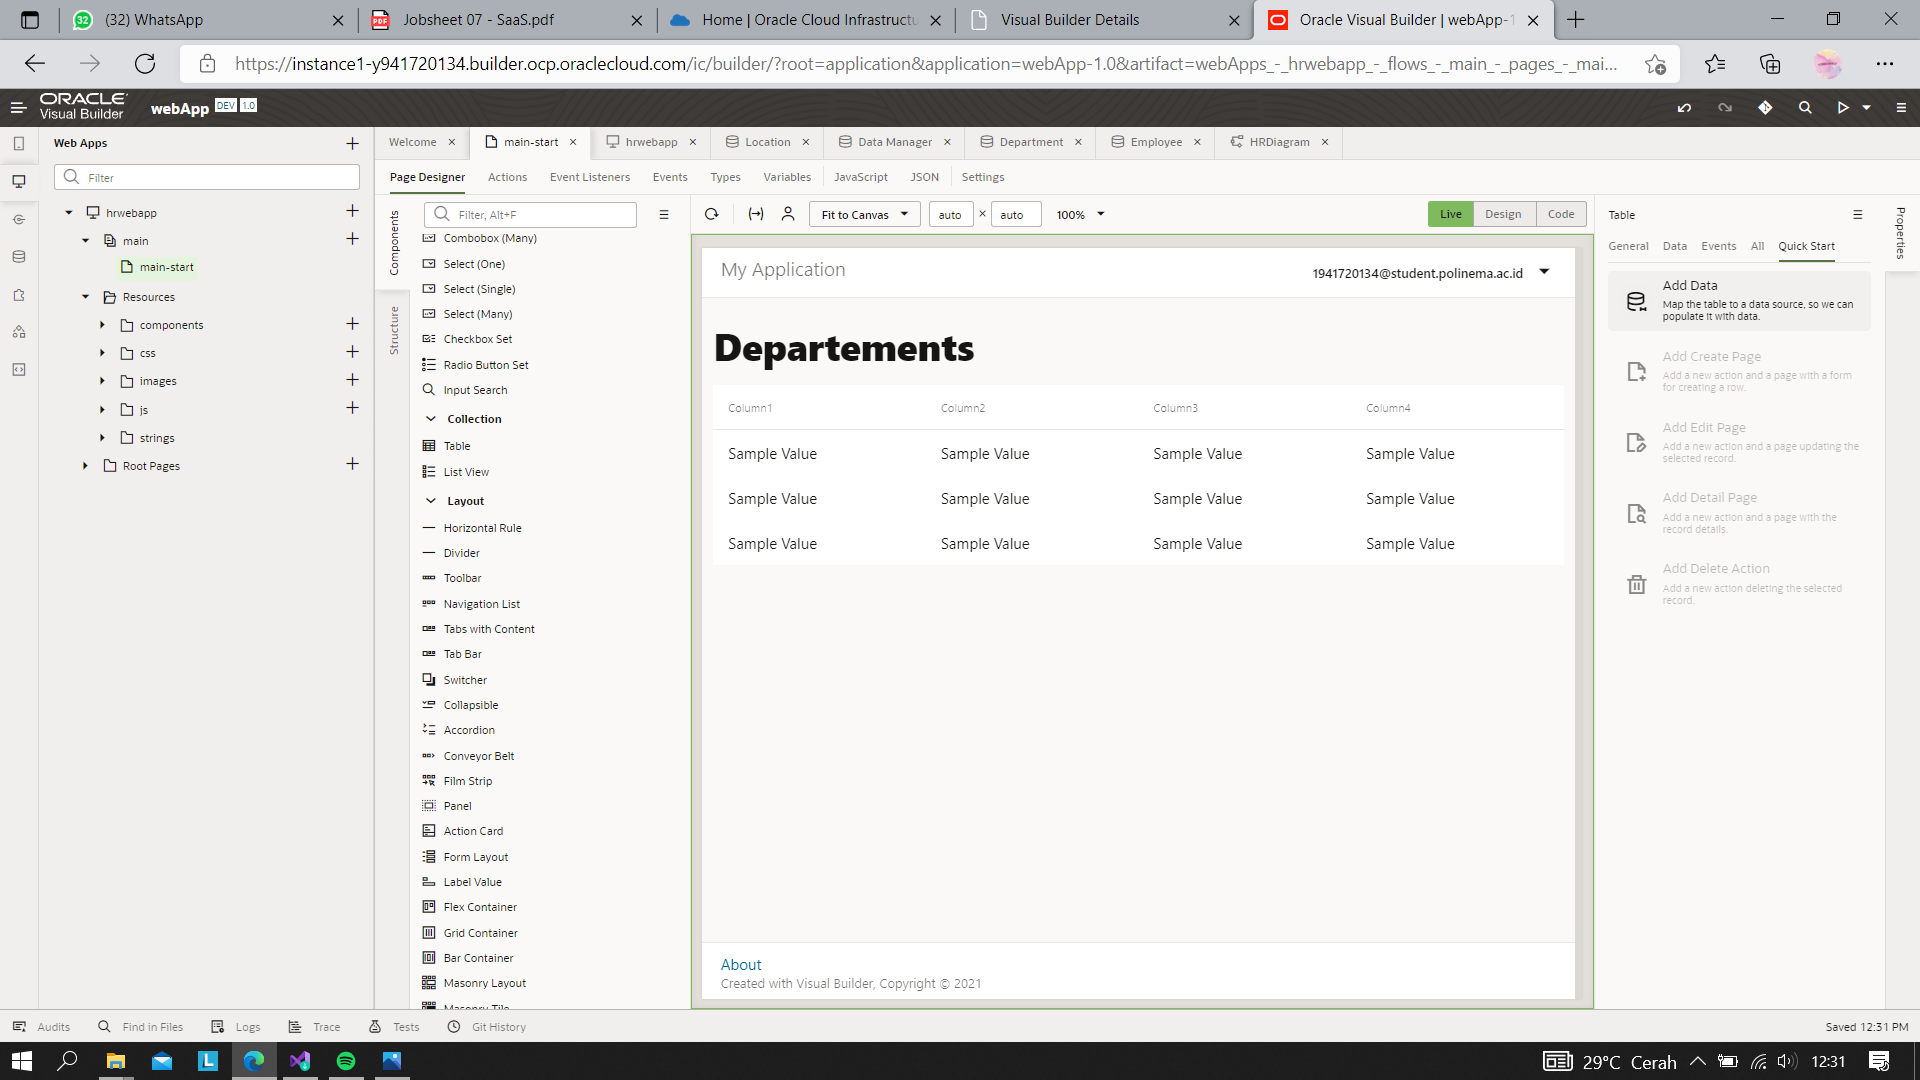 (32) WhatsApp
Jobsheet 07 - SaaS.pdf
Home | Oracle Cloud Infrastructu
Visual Builder Details
Oracle Visual Builder | webApp-1
https://instance1-y941720134.builder.ocp.oraclecloud.com/ic/builder/?root=application&application=webApp-1.0&artifact=webApps_-_hrwebapp_-_flows_-_main_-_pages_-_mai...
ORACLE
Visual Builder
webApp DEV 1.0
Web Apps
Filter
hrwebapp
main
main-start
Resources
components
css
images
js
strings
Root Pages
Welcome
main-start
hrwebapp
Location
Data Manager
Department
Employee
HRDiagram
Page Designer
Actions
Event Listeners
Events
Types
Variables
JavaScript
JSON
Settings
Components
Structure
Filter, Alt+F
Combobox (Many)
Select (One)
Select (Single)
Select (Many)
Checkbox Set
Radio Button Set
Input Search
Collection
Table
List View
Layout
Horizontal Rule
Divider
Toolbar
Navigation List
Tabs with Content
Tab Bar
Switcher
Collapsible
Accordion
Conveyor Belt
Film Strip
Panel
Action Card
Form Layout
Label Value
Flex Container
Grid Container
Bar Container
Masonry Layout
Masonry Tile
Fit to Canvas
auto × auto
100%
Live
Design
Code
My Application
1941720134@student.polinema.ac.id
Departements
Column1 Column2 Column3 Column4
Sample Value Sample Value Sample Value Sample Value
Sample Value Sample Value Sample Value Sample Value
Sample Value Sample Value Sample Value Sample Value
About
Created with Visual Builder, Copyright © 2021
Table
Properties
General
Data
Events
All
Quick Start
Add Data
Map the table to a data source, so we can
populate it with data.
Add Create Page
Add a new action and a page with a form
for creating a row.
Add Edit Page
Add a new action and a page updating the
selected record.
Add Detail Page
Add a new action and a page with the
record details.
Add Delete Action
Add a new action deleting the selected
record.
Audits
Find in Files
Logs
Trace
Tests
Git History
Saved 12:31 PM
29°C Cerah
12:31